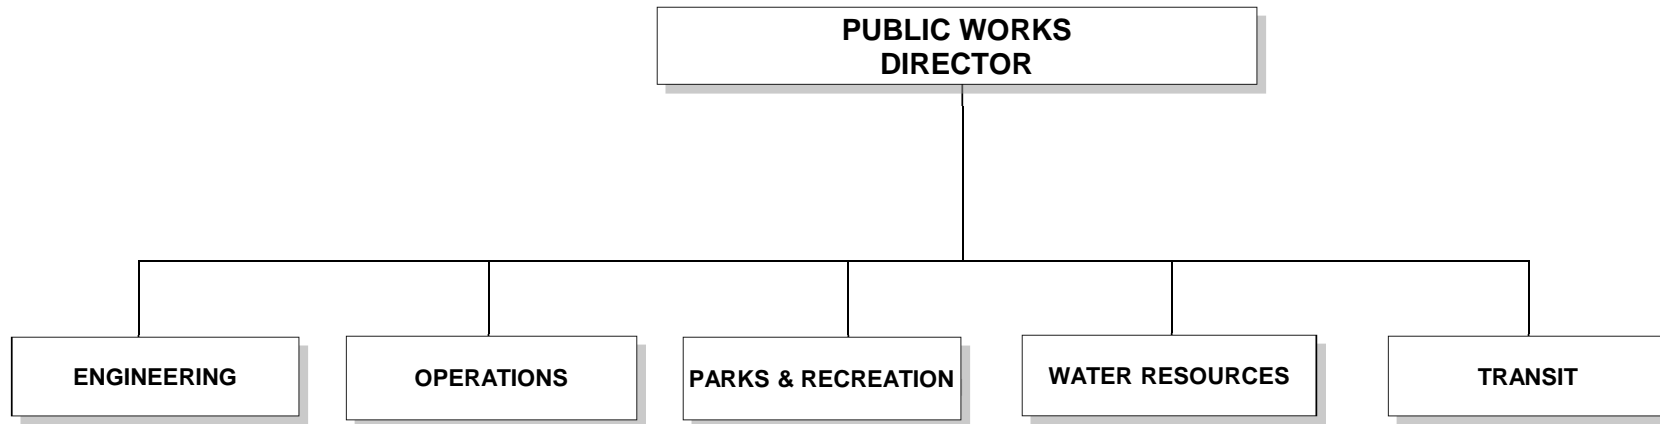 PUBLIC WORKS
DIRECTOR
ENGINEERING
OPERATIONS
PARKS & RECREATION
WATER RESOURCES
TRANSIT